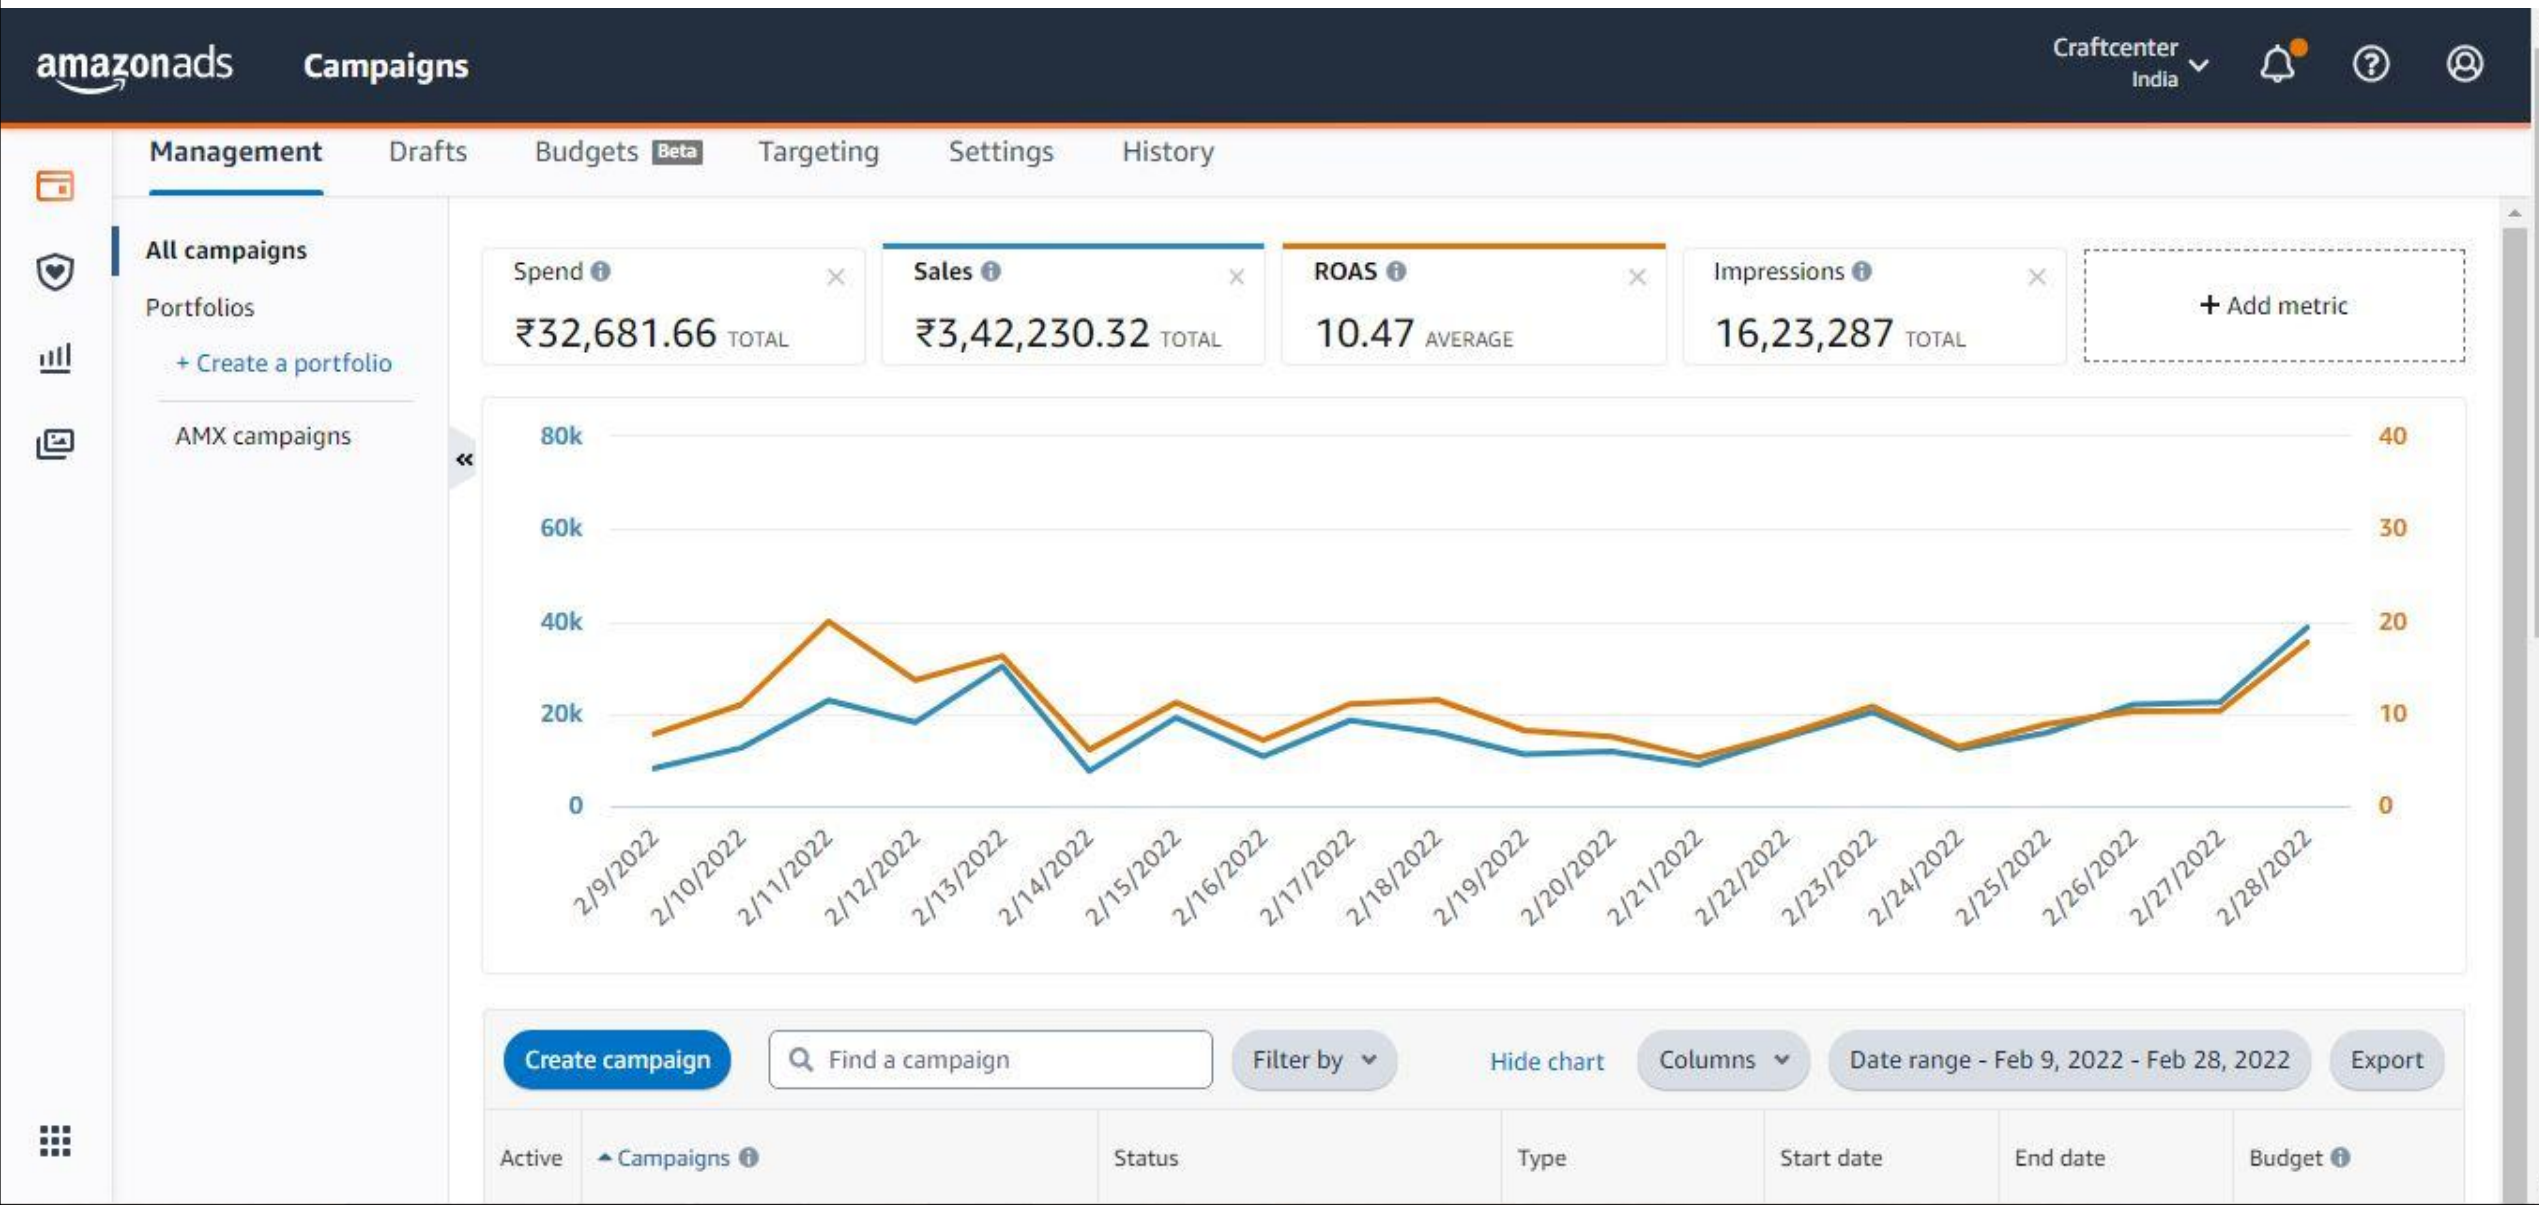 amazonads
Campaigns
Craftcenter
India
Management
Drafts
Budgets Beta
Targeting
Settings
History
All campaigns
Portfolios
+ Create a portfolio
AMX campaigns
«
Spend
₹32,681.66 TOTAL
Sales
₹3,42,230.32 TOTAL
ROAS
10.47 AVERAGE
Impressions
16,23,287 TOTAL
+ Add metric
80k
60k
40k
20k
0
40
30
20
10
0
2/9/2022
2/10/2022
2/11/2022
2/12/2022
2/13/2022
2/14/2022
2/15/2022
2/16/2022
2/17/2022
2/18/2022
2/19/2022
2/20/2022
2/21/2022
2/22/2022
2/23/2022
2/24/2022
2/25/2022
2/26/2022
2/27/2022
2/28/2022
Create campaign
Find a campaign
Filter by
Hide chart
Columns
Date range - Feb 9, 2022 - Feb 28, 2022
Export
Active
Campaigns
Status
Type
Start date
End date
Budget